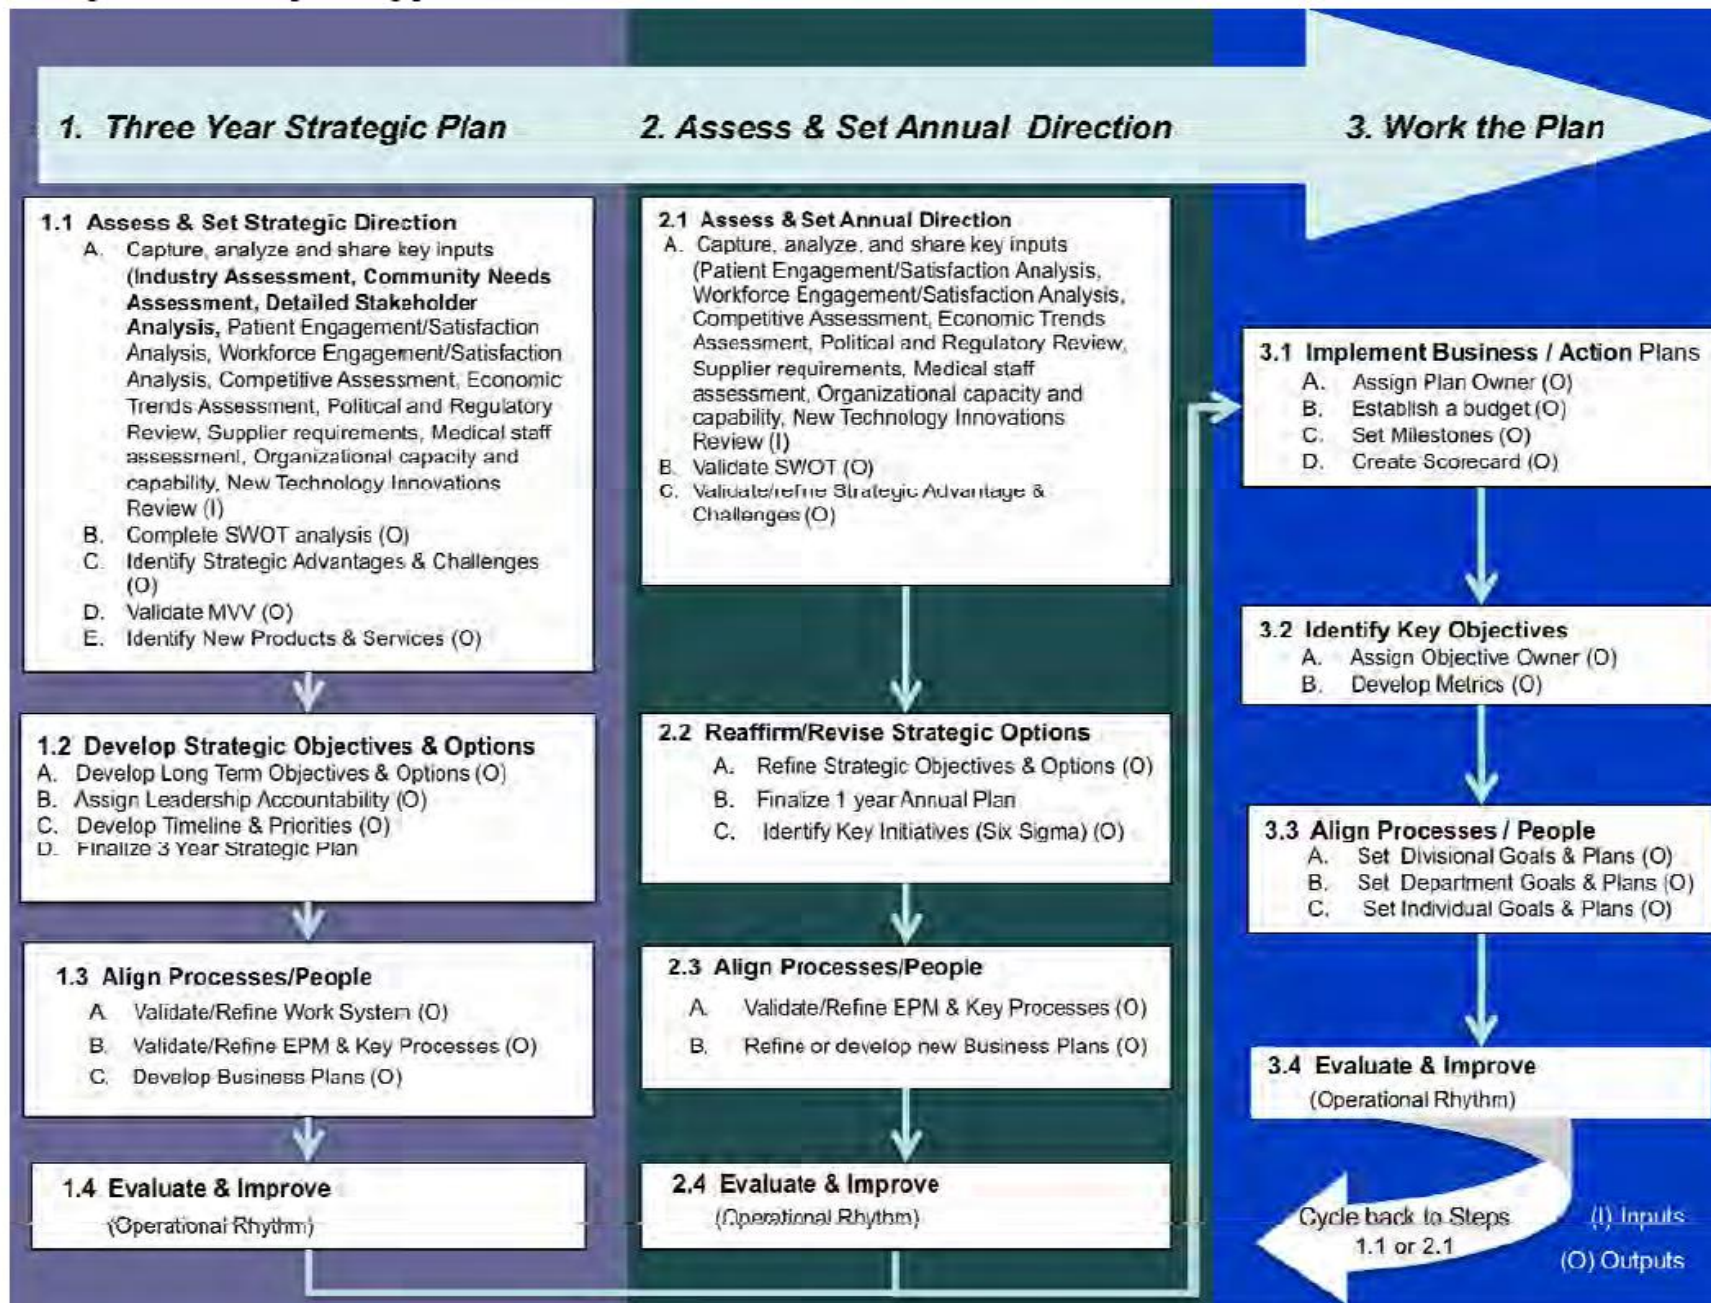 1. Three Year Strategic Plan
2. Assess & Set Annual Direction
3. Work the Plan
1.1 Assess & Set Strategic Direction
A. Capture, analyze and share key inputs
(Industry Assessment, Community Needs
Assessment, Detailed Stakeholder
Analysis, Patient Engagement/Satisfaction
Analysis, Workforce Engagement/Satisfaction
Analysis, Competitive Assessment, Economic
Trends Assessment, Political and Regulatory
Review, Supplier requirements, Medical staff
assessment, Organizational capacity and
capability, New Technology Innovations
Review (I)
B. Complete SWOT analysis (O)
C. Identify Strategic Advantages & Challenges
(O)
D. Validate MVV (O)
E. Identify New Products & Services (O)
1.2 Develop Strategic Objectives & Options
A. Develop Long Term Objectives & Options (O)
B. Assign Leadership Accountability (O)
C. Develop Timeline & Priorities (O)
D. Finalize 3 Year Strategic Plan
1.3 Align Processes/People
A. Validate/Refine Work System (O)
B. Validate/Refine EPM & Key Processes (O)
C. Develop Business Plans (O)
1.4 Evaluate & Improve
(Operational Rhythm)
2.1 Assess & Set Annual Direction
A. Capture, analyze, and share key inputs
(Patient Engagement/Satisfaction Analysis,
Workforce Engagement/Satisfaction Analysis,
Competitive Assessment, Economic Trends
Assessment, Political and Regulatory Review,
Supplier requirements, Medical staff
assessment, Organizational capacity and
capability, New Technology Innovations
Review (I)
B. Validate SWOT (O)
C. Validate/refine Strategic Advantage &
Challenges (O)
2.2 Reaffirm/Revise Strategic Options
A. Refine Strategic Objectives & Options (O)
B. Finalize 1 year Annual Plan
C. Identify Key Initiatives (Six Sigma) (O)
2.3 Align Processes/People
A. Validate/Refine EPM & Key Processes (O)
B. Refine or develop new Business Plans (O)
2.4 Evaluate & Improve
(Operational Rhythm)
3.1 Implement Business / Action Plans
A. Assign Plan Owner (O)
B. Establish a budget (O)
C. Set Milestones (O)
D. Create Scorecard (O)
3.2 Identify Key Objectives
A. Assign Objective Owner (O)
B. Develop Metrics (O)
3.3 Align Processes / People
A. Set Divisional Goals & Plans (O)
B. Set Department Goals & Plans (O)
C. Set Individual Goals & Plans (O)
3.4 Evaluate & Improve
(Operational Rhythm)
Cycle back to Steps
1.1 or 2.1
(I) Inputs
(O) Outputs